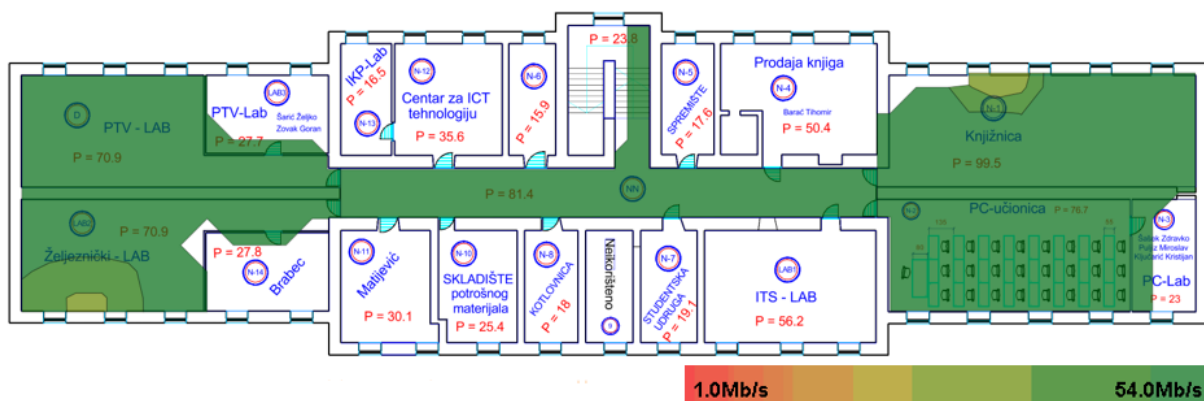 P = 23.8
IKP-Lab
P = 16.5
N-13
N-12
Centar za ICT
tehnologiju
P = 35.6
N-6
P = 15.9
N-5
SPREMIŠTE
P = 17.6
Prodaja knjiga
N-4
Barać Tihomir
P = 50.4
D
PTV - LAB
P = 70.9
LAB3
PTV-Lab
Šarić Željko
Zovak Goran
P = 27.7
N-1
Knjižnica
P = 99.5
P = 81.4
NN
LAB2
P = 70.9
Željeznički - LAB
P = 27.8
N-14
Brabec
N-11
Matijević
P = 30.1
N-10
SKLADIŠTE
potrošnog
materijala
P = 25.4
N-8
KOTLOVNICA
P = 18
Neiskorišteno
9
N-7
STUDENTSKA
UDRUGA
P = 19.1
LAB1
ITS - LAB
P = 56.2
N-2
PC-učionica
P = 76.7
135
55
N-3
Puljiz Miroslav
Ključarić Kristijan
PC-Lab
P = 23
1.0Mb/s
54.0Mb/s